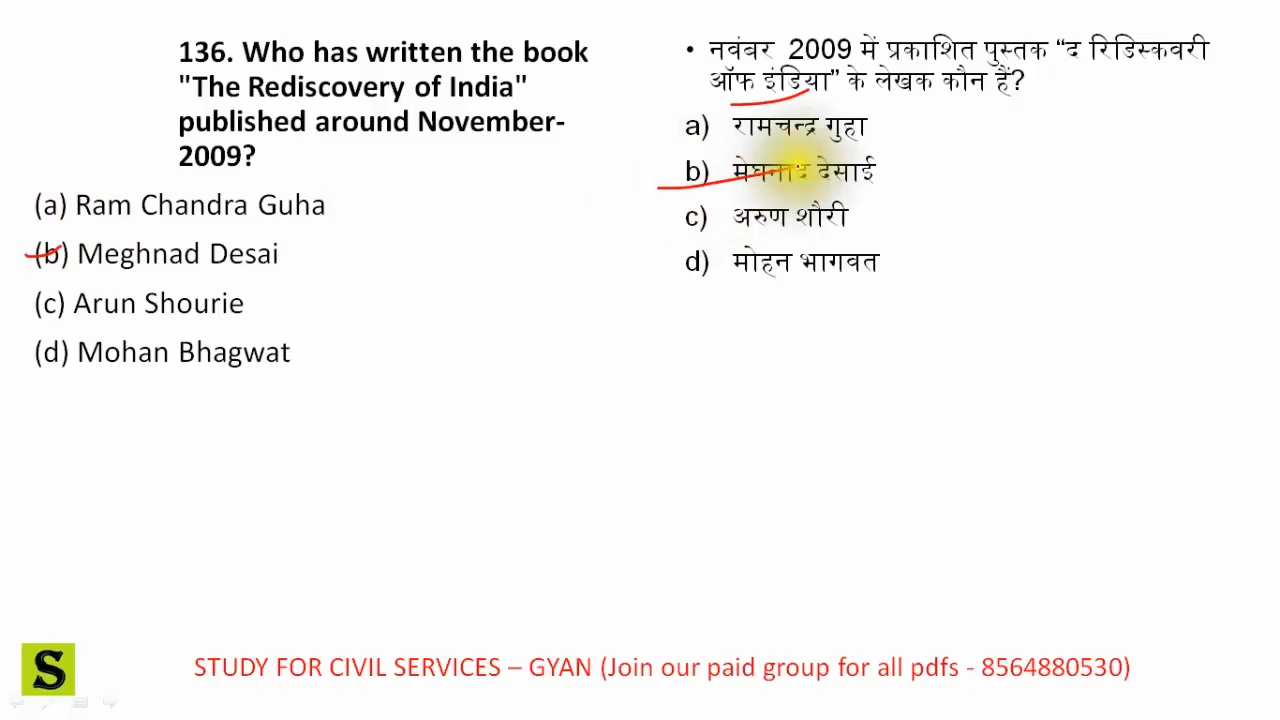 136. Who has written the book
"The Rediscovery of India"
published around November-
2009?
(a) Ram Chandra Guha
(b) Meghnad Desai
(c) Arun Shourie
(d) Mohan Bhagwat
• नवंबर 2009 में प्रकाशित पुस्तक “द रिडिस्कवरी
ऑफ इंडिया” के लेखक कौन हैं?
a) रामचन्द्र गुहा
b) मेघनाद देसाई
c) अरुण शौरी
d) मोहन भागवत
S
STUDY FOR CIVIL SERVICES – GYAN (Join our paid group for all pdfs - 8564880530)